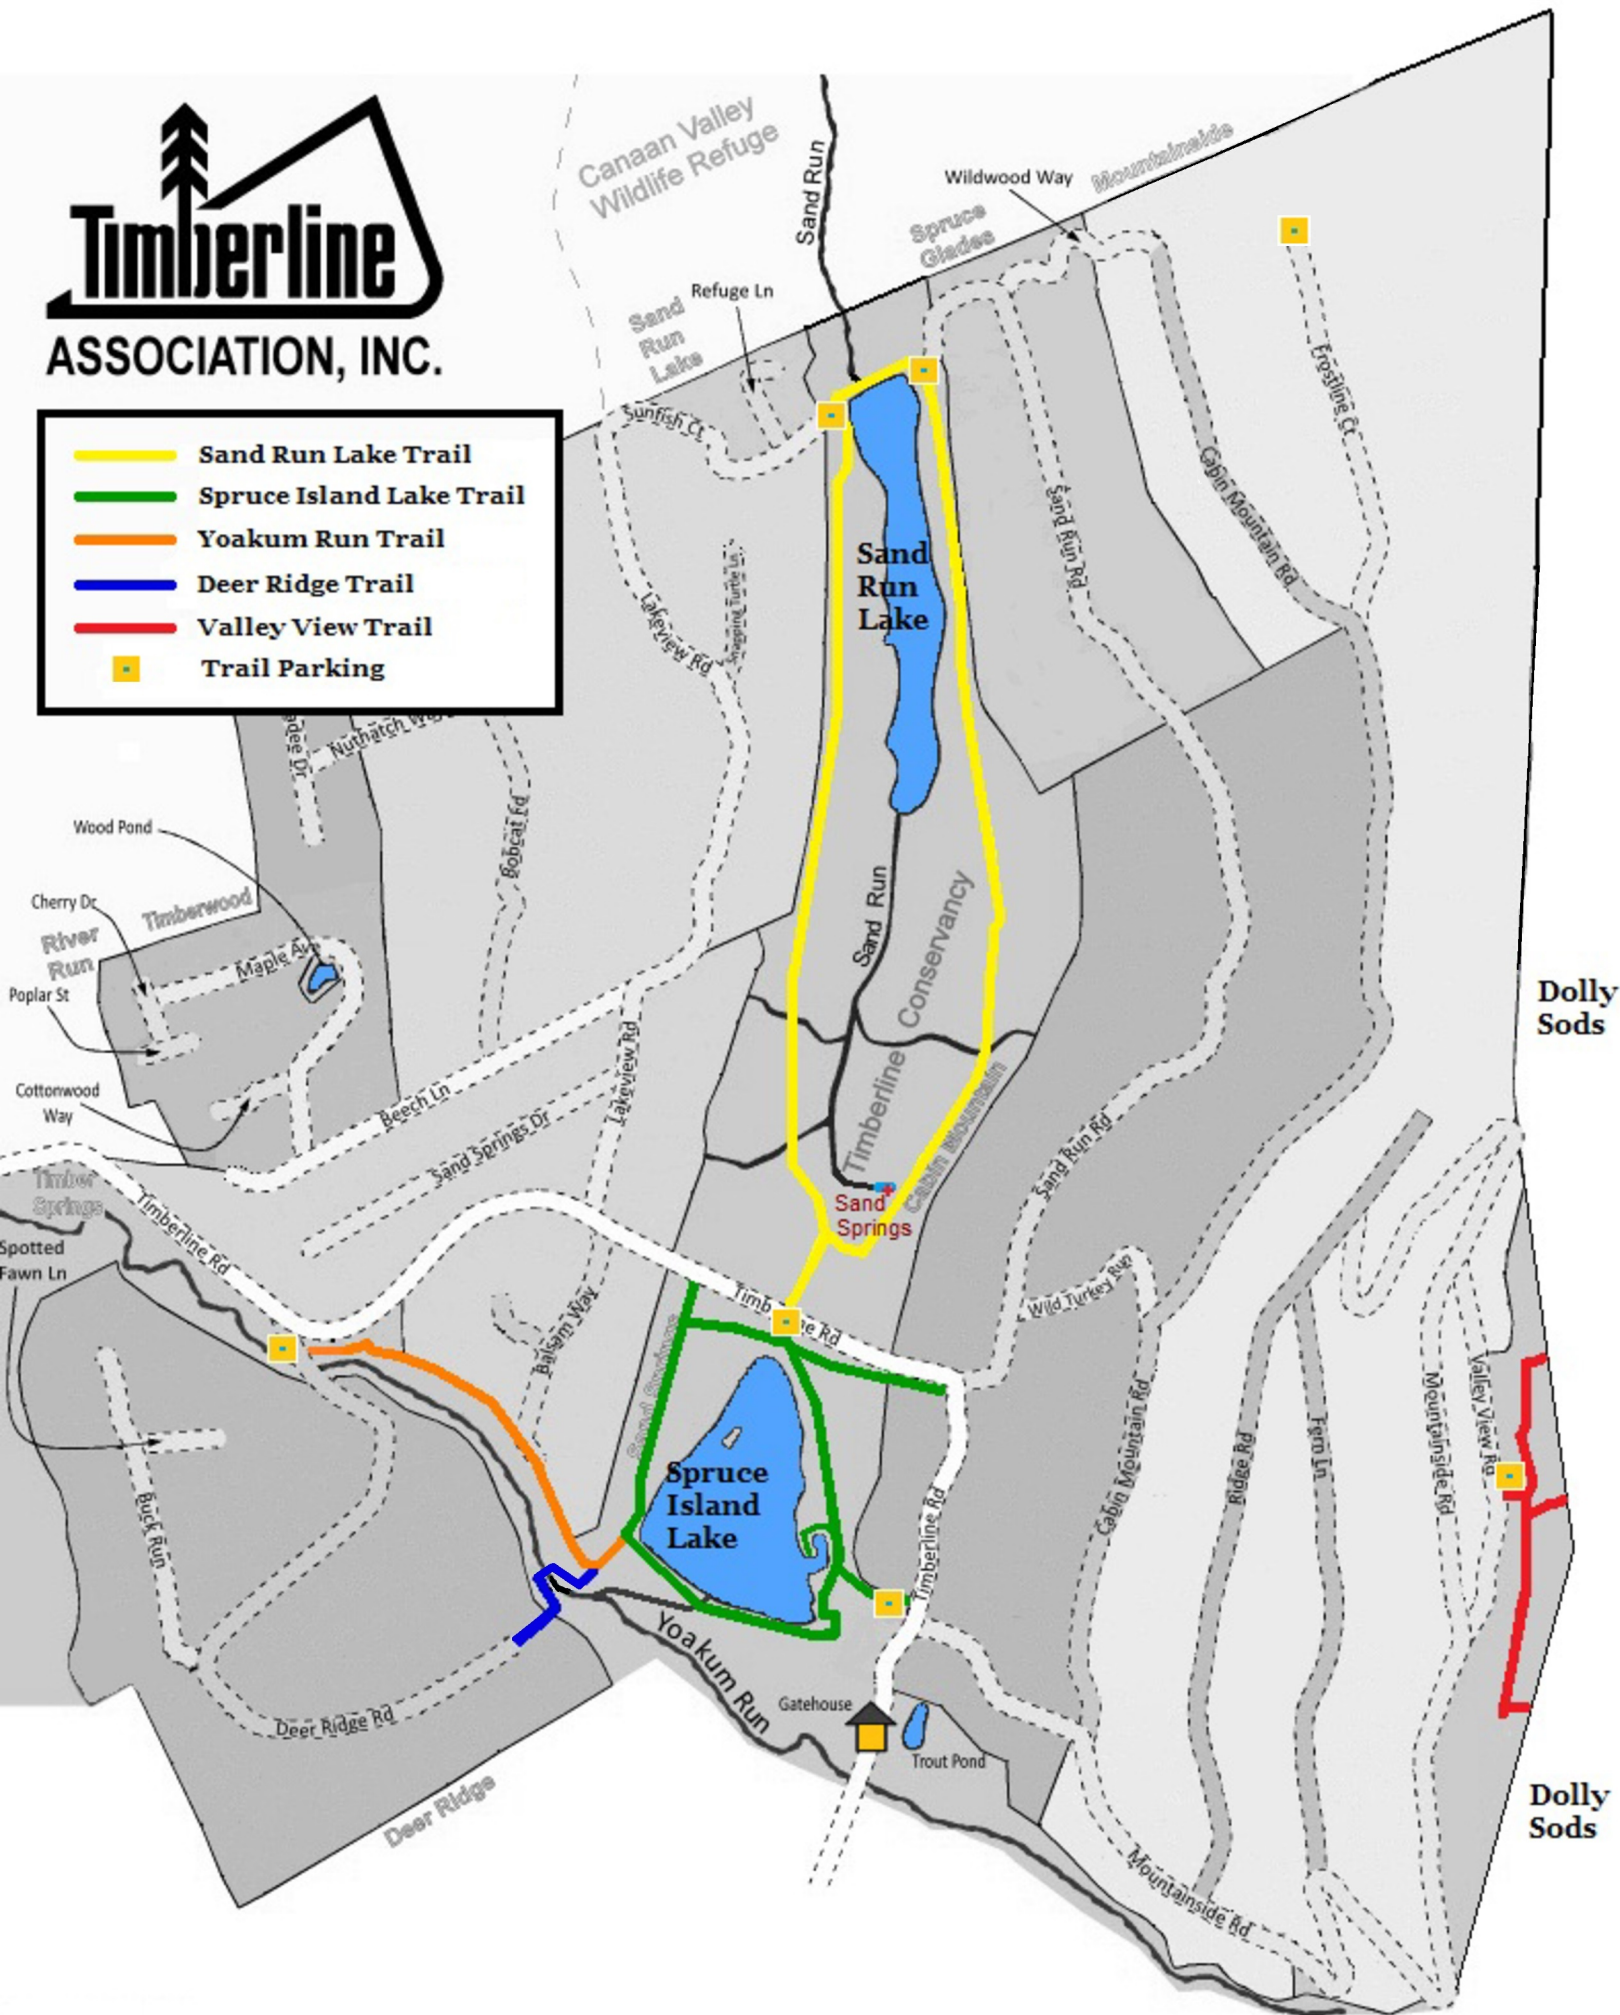 Timberline
ASSOCIATION, INC.
Sand Run Lake Trail
Spruce Island Lake Trail
Yoakum Run Trail
Deer Ridge Trail
Valley View Trail
Trail Parking
Canaan Valley
Wildlife Refuge
Sand Run
Wildwood Way
Mountainside
Spruce
Glades
Refuge Ln
Sand
Run
Lake
Sunfish Ct
Frostline Ct
Cabin Mountain Rd
Sand Run Rd
Sand
Run
Lake
Lakeview Rd
Turtle Ln
Nuthatch
Bobcat Rd
Wood Pond
Cherry Dr
Timberwood
River
Run
Maple Ave
Poplar St
Cottonwood
Way
Beech Ln
Sand Springs Dr
Lakeview Rd
Sand Run
Timberline Conservancy
Cabin Mountain
Dolly
Sods
Sand Run Rd
Timber
Springs
Timberline Rd
Spotted
Fawn Ln
Sand
Springs
Wild Turkey Run
Balsam Way
Sand Springs
Rd
Spruce
Island
Lake
Buck Run
Timberline Rd
Cabin Mountain Rd
Ridge Rd
Fern Ln
Mountainside Rd
Valley View Rd
Yoakum Run
Deer Ridge Rd
Gatehouse
Trout Pond
Deer Ridge
Dolly
Sods
Mountainside Rd